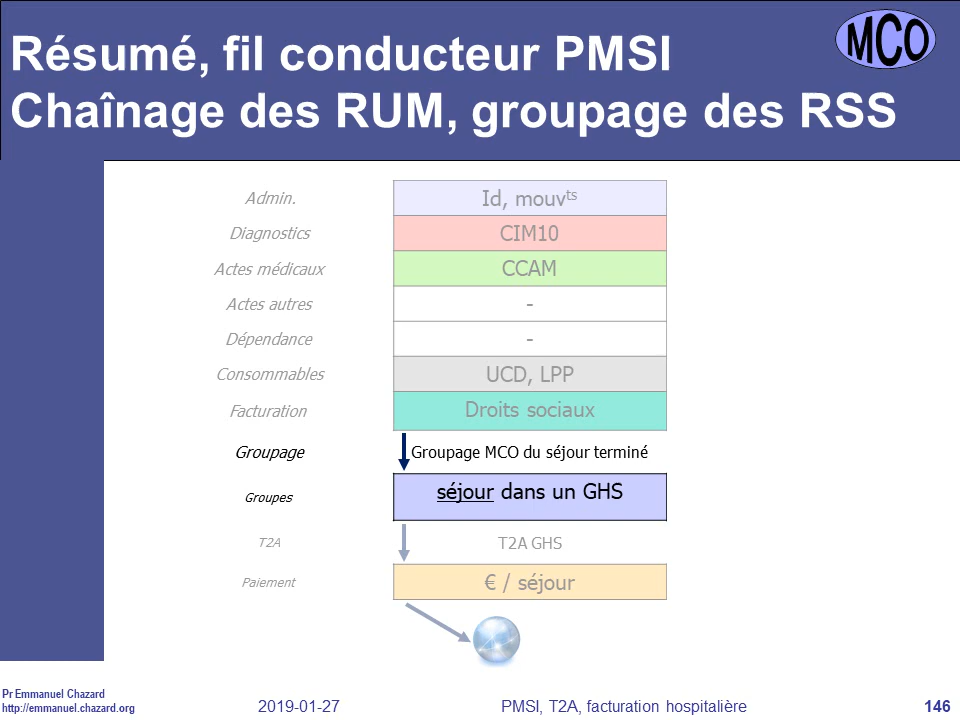 MCO
Résumé, fil conducteur PMSI
Chaînage des RUM, groupage des RSS
Admin. Id, mouvts
Diagnostics CIM10
Actes médicaux CCAM
Actes autres -
Dépendance -
Consommables UCD, LPP
Facturation Droits sociaux
Groupage Groupage MCO du séjour terminé
Groupes séjour dans un GHS
T2A T2A GHS
Paiement € / séjour
Pr Emmanuel Chazard
http://emmanuel.chazard.org
2019-01-27 PMSI, T2A, facturation hospitalière 146